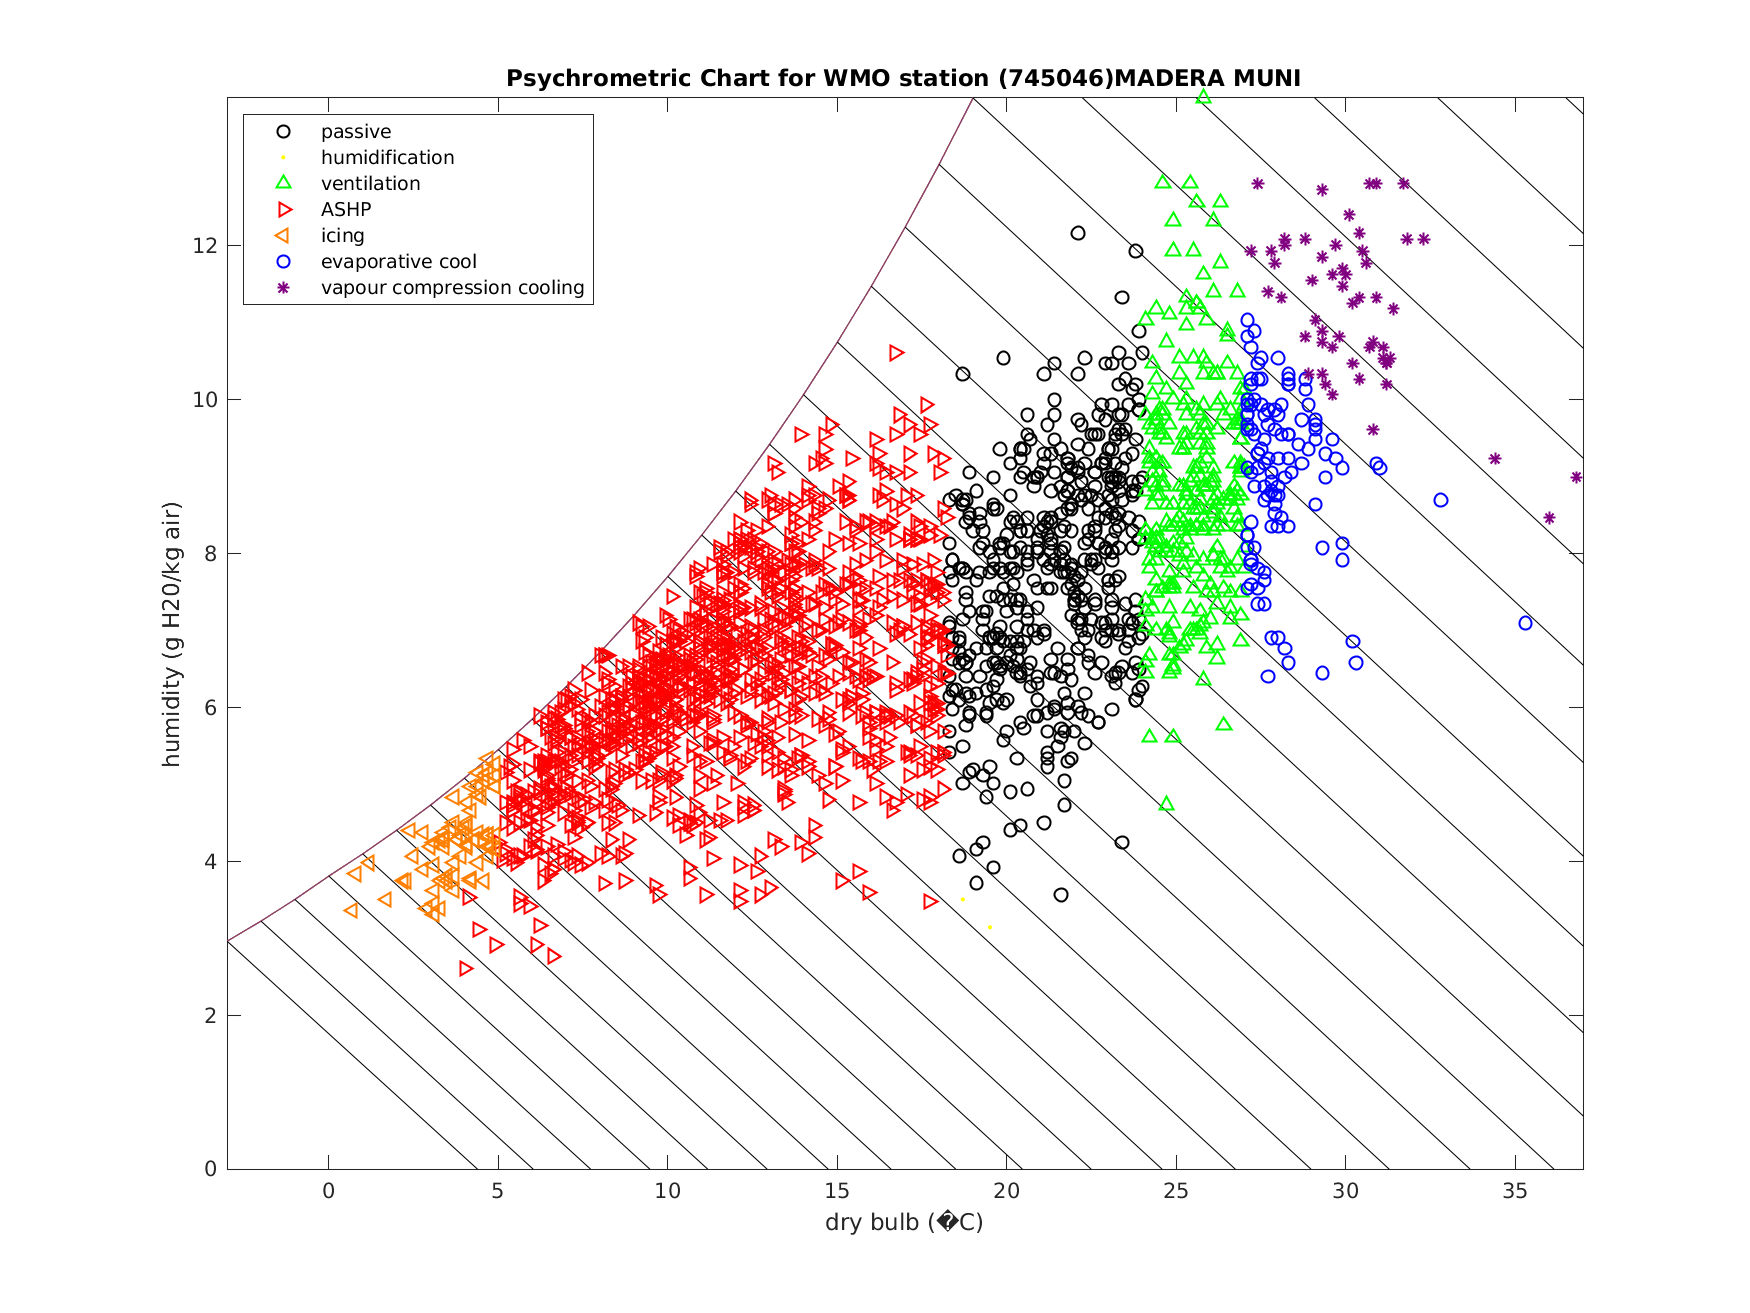 Psychrometric Chart for WMO station (745046)MADERA MUNI
passive
humidification
ventilation
ASHP
icing
evaporative cool
vapour compression cooling
humidity (g H20/kg air)
12
10
8
6
4
2
0
0 5 10 15 20 25 30 35
dry bulb (�C)